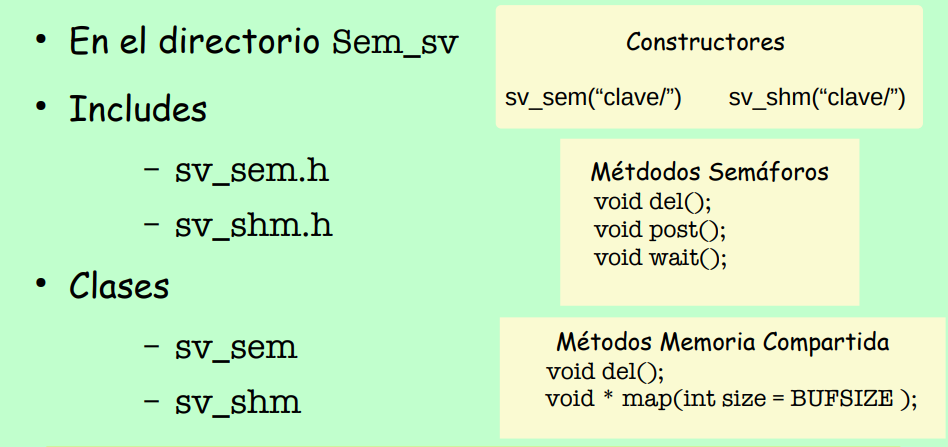 • En el directorio Sem_sv
• Includes
– sv_sem.h
– sv_shm.h
• Clases
– sv_sem
– sv_shm
Constructores
sv_sem(“clave/”) sv_shm(“clave/”)
Métdodos Semáforos
void del();
void post();
void wait();
Métodos Memoria Compartida
void del();
void * map(int size = BUFSIZE );